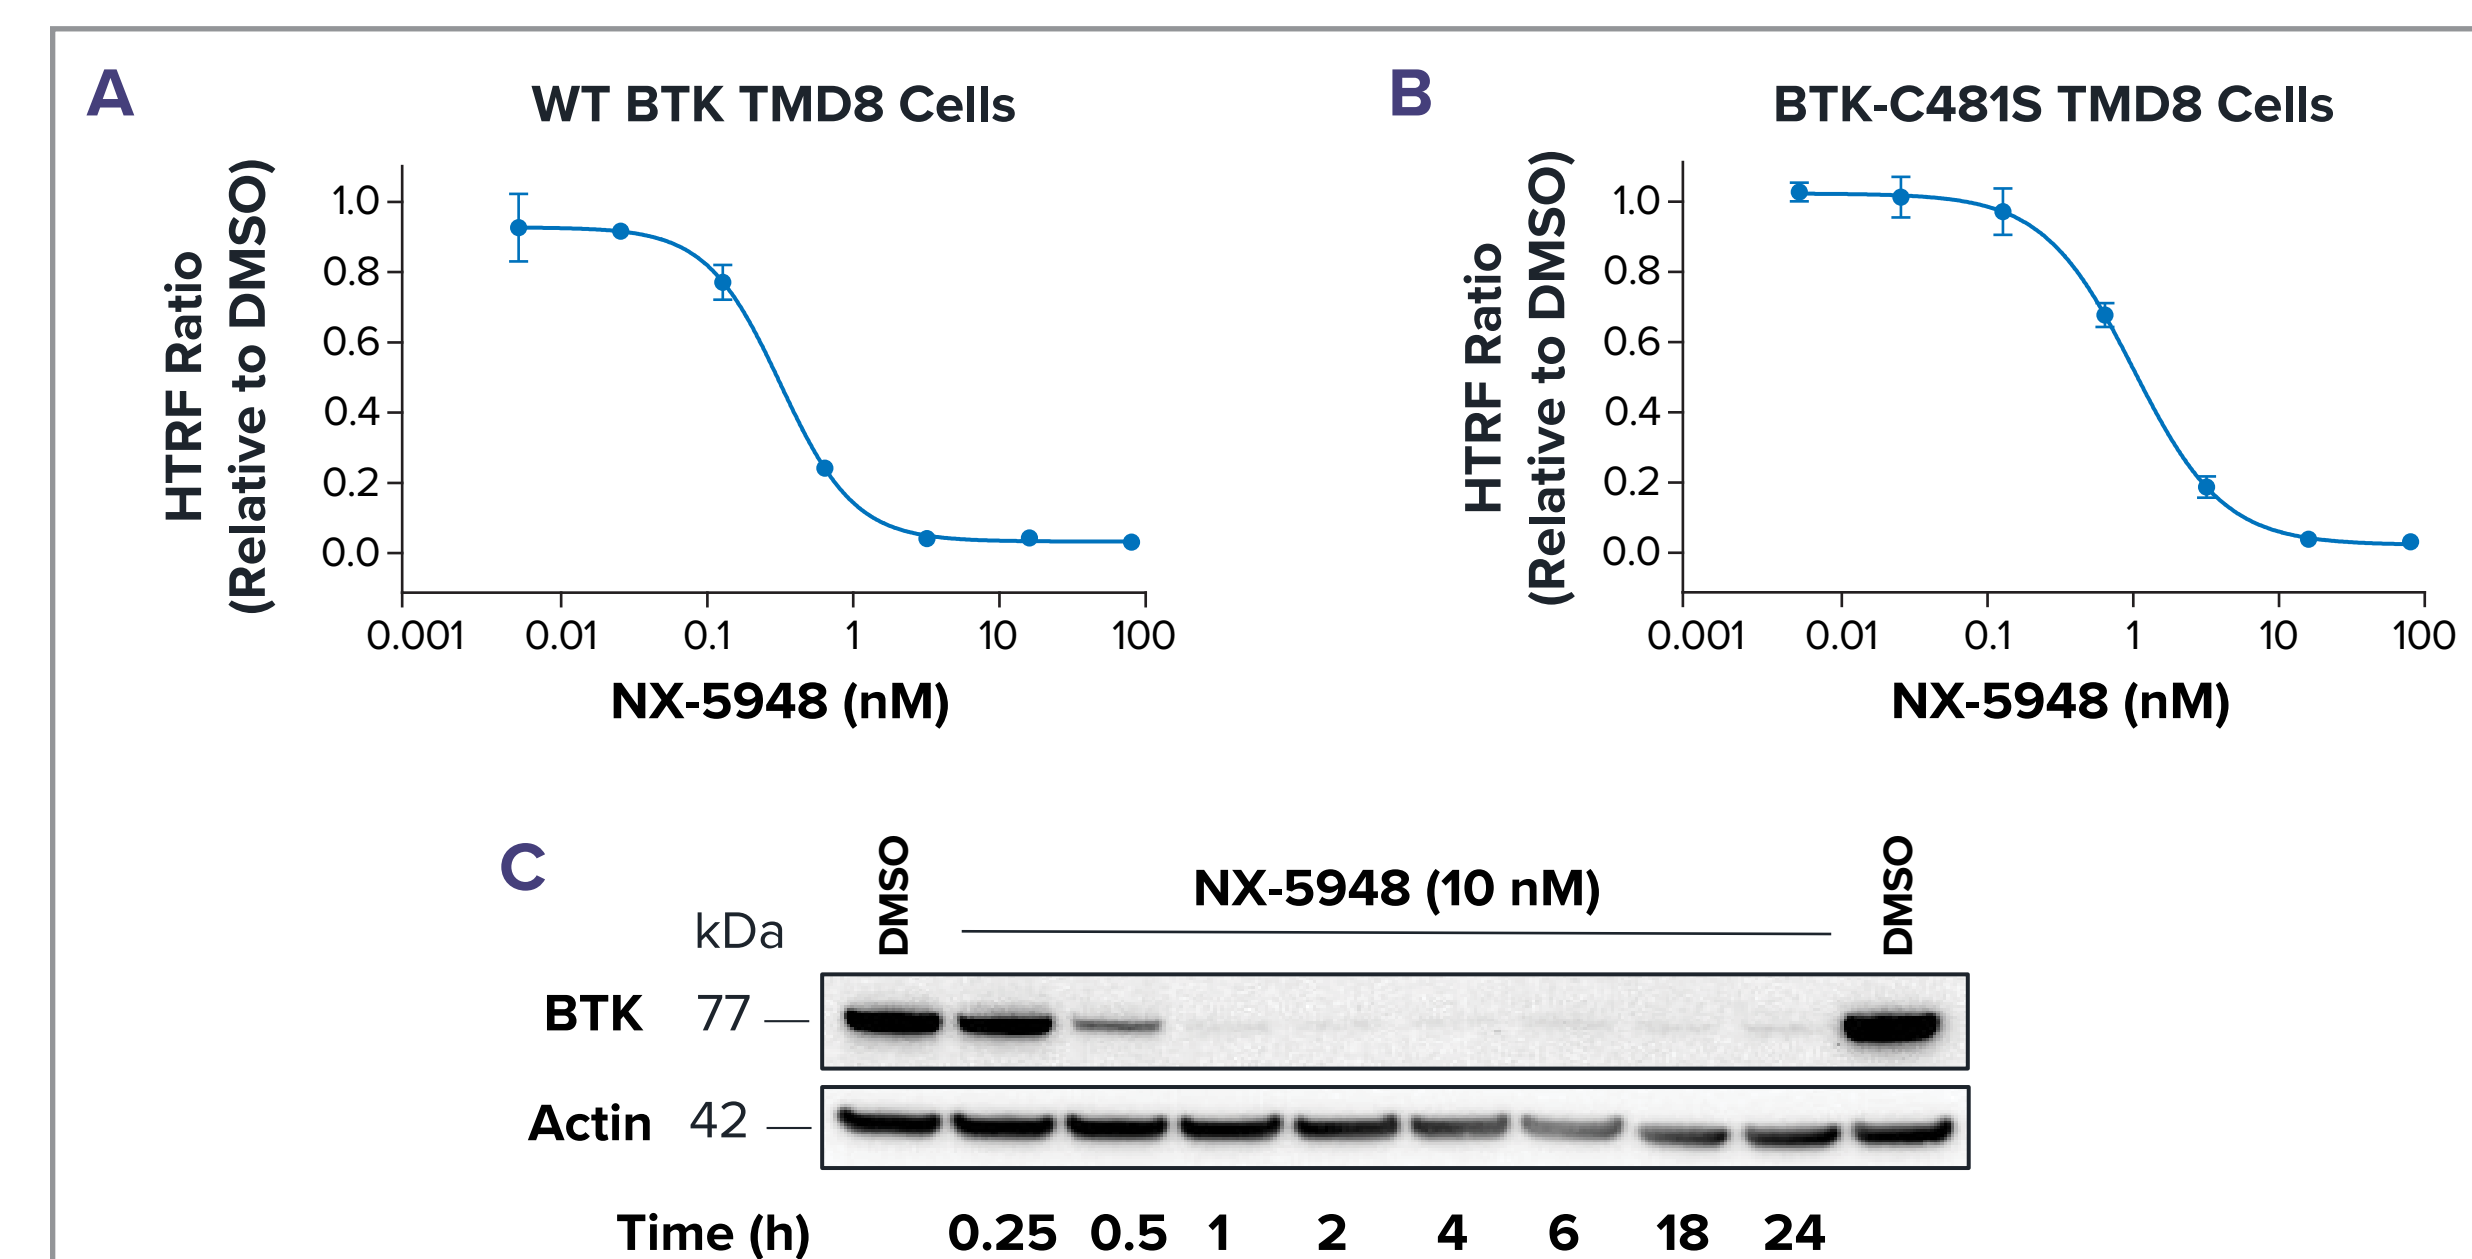 A
WT BTK TMD8 Cells
HTRF Ratio
(Relative to DMSO)
1.0
0.8
0.6
0.4
0.2
0.0
0.001 0.01 0.1 1 10 100
NX-5948 (nM)
B
BTK-C481S TMD8 Cells
HTRF Ratio
(Relative to DMSO)
1.0
0.8
0.6
0.4
0.2
0.0
0.001 0.01 0.1 1 10 100
NX-5948 (nM)
C
kDa
DMSO
NX-5948 (10 nM)
DMSO
BTK 77
Actin 42
Time (h) 0.25 0.5 1 2 4 6 18 24